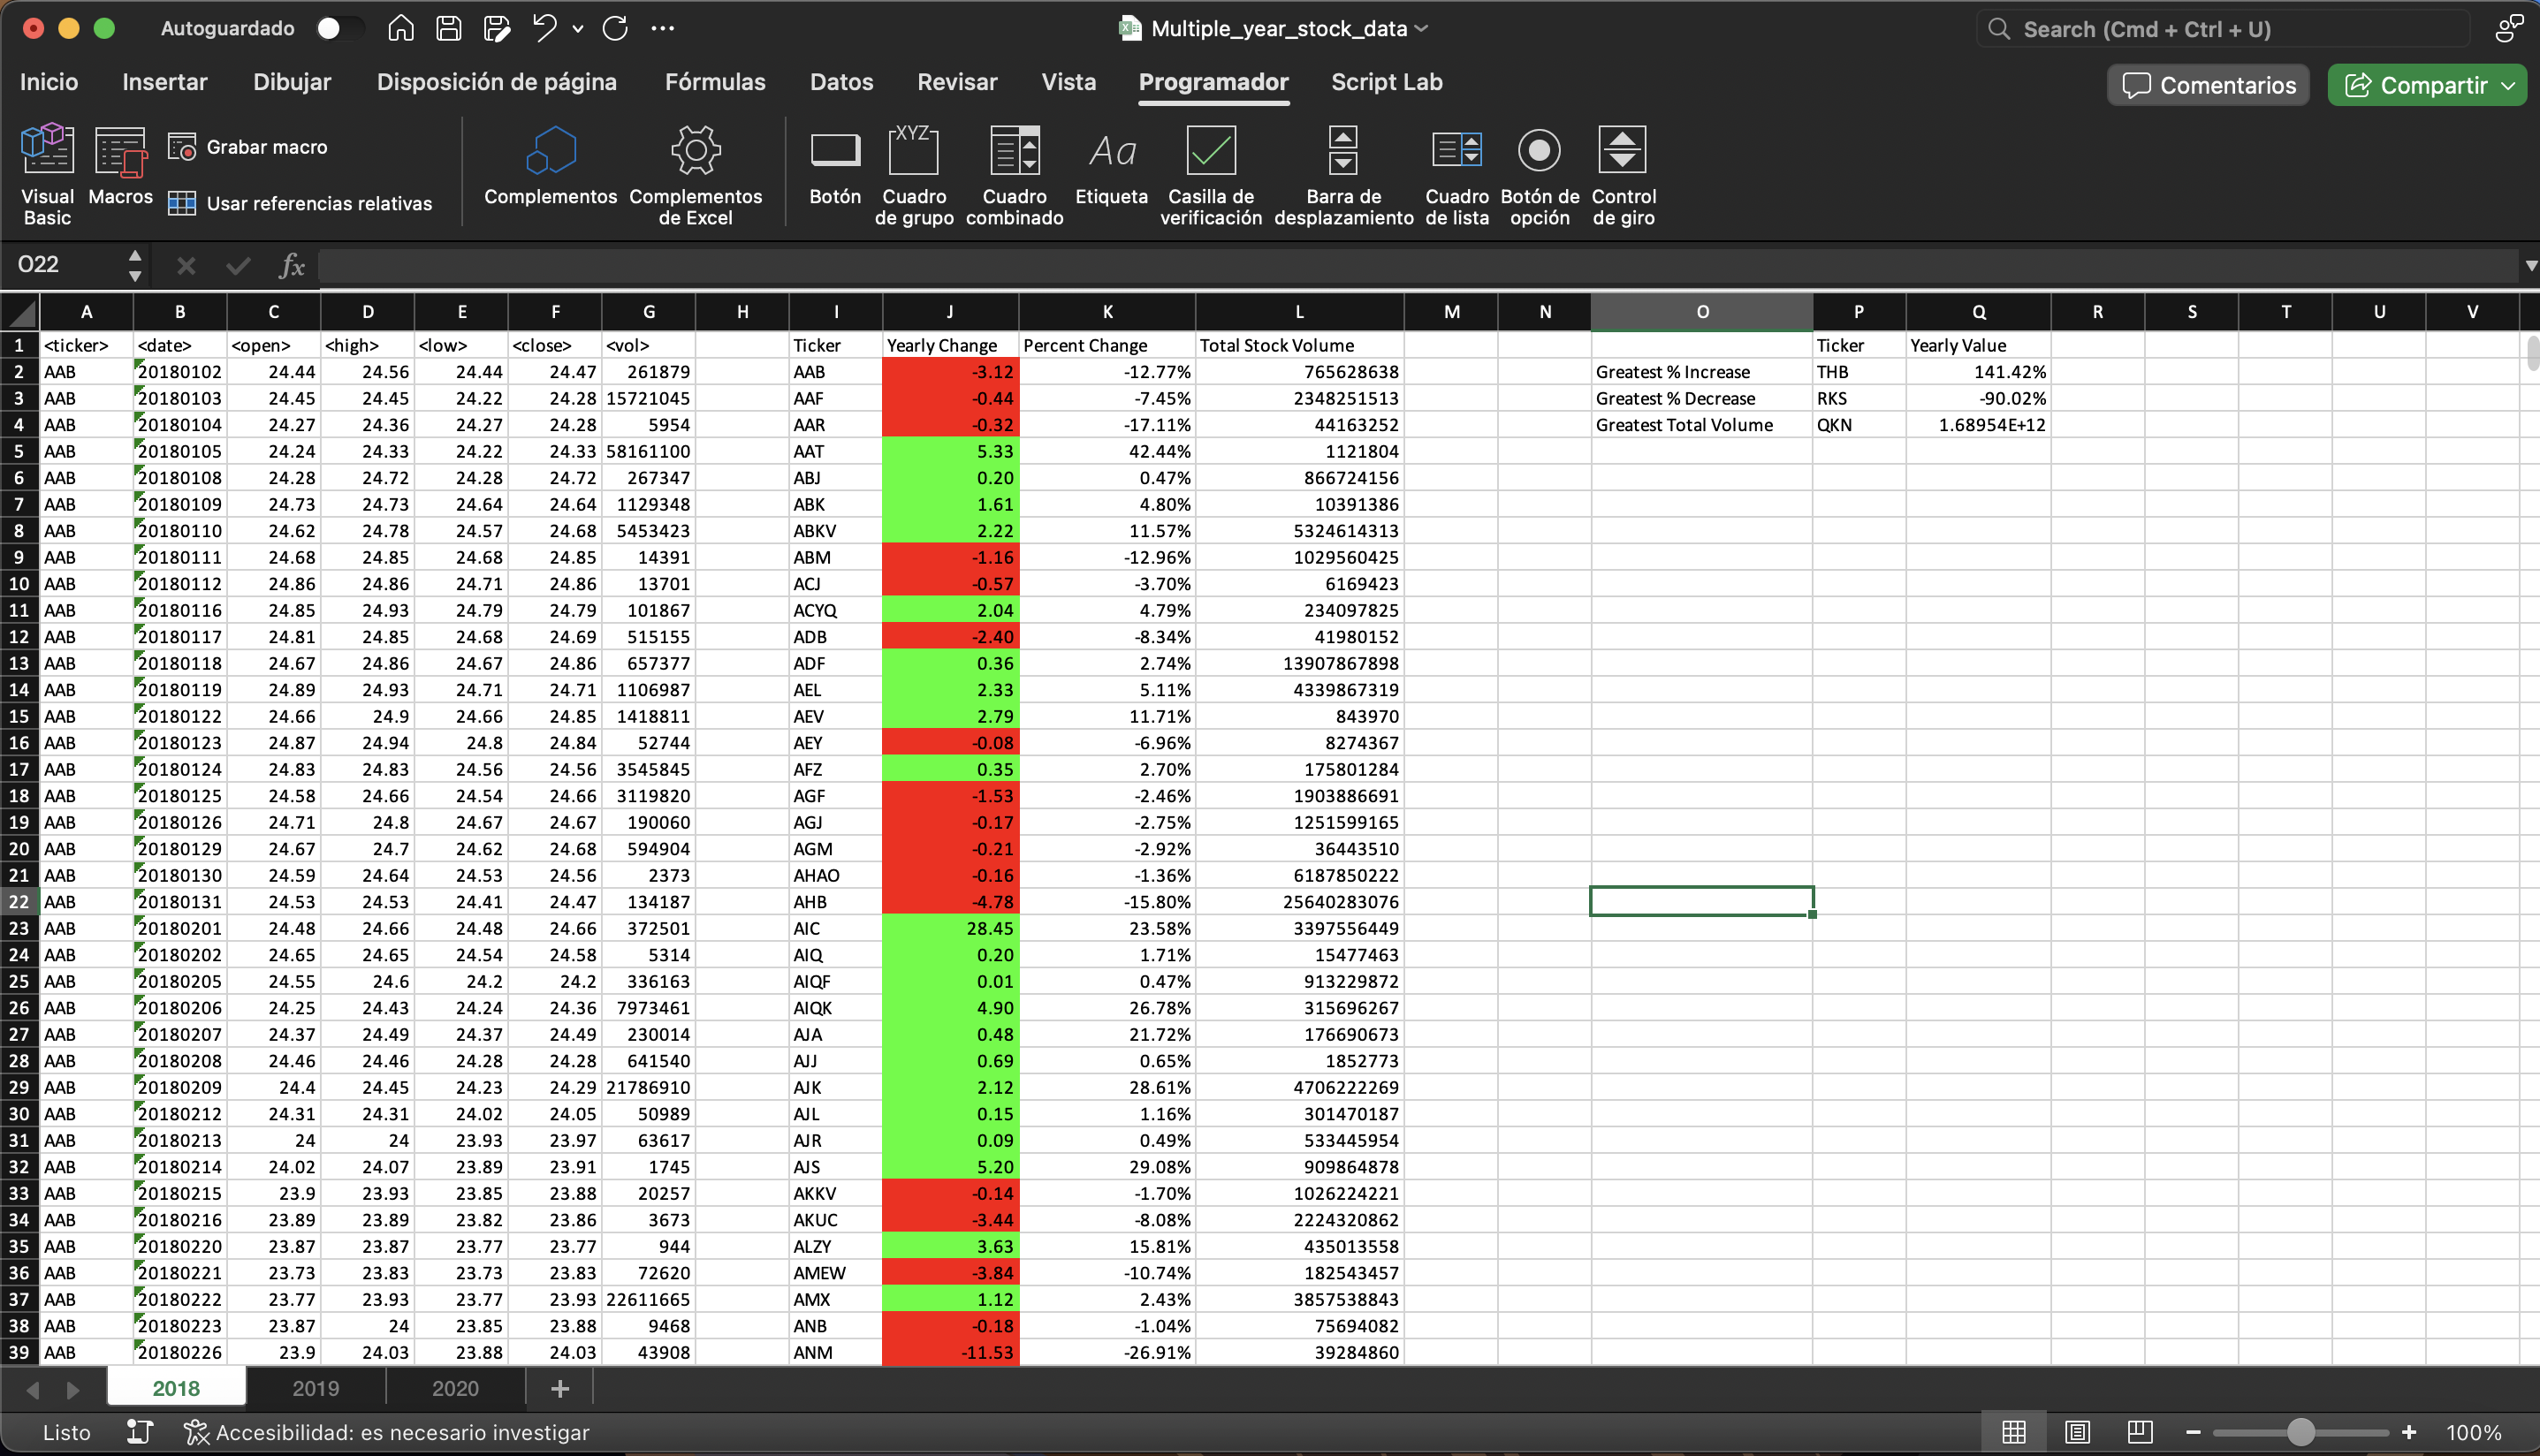 Autoguardado
Multiple_year_stock_data
Search (Cmd + Ctrl + U)
Inicio Insertar Dibujar Disposición de página Fórmulas Datos Revisar Vista Programador Script Lab Comentarios Compartir
Visual Basic
Macros
Grabar macro
Usar referencias relativas
Complementos
Complementos de Excel
Botón
Cuadro de grupo
Cuadro combinado
Aa
Etiqueta
Casilla de verificación
Barra de desplazamiento
Cuadro de lista
Botón de opción
Control de giro
XYZ
O22 fx
A B C D E F G H I J K L M N O P Q R S T U V
1 <ticker> <date> <open> <high> <low> <close> <vol> Ticker Yearly Change Percent Change Total Stock Volume Ticker Yearly Value
2 AAB 20180102 24.44 24.56 24.44 24.47 261879 AAB -3.12 -12.77% 765628638 Greatest % Increase THB 141.42%
3 AAB 20180103 24.45 24.45 24.22 24.28 15721045 AAF -0.44 -7.45% 2348251513 Greatest % Decrease RKS -90.02%
4 AAB 20180104 24.27 24.36 24.27 24.28 5954 AAR -0.32 -17.11% 44163252 Greatest Total Volume QKN 1.68954E+12
5 AAB 20180105 24.24 24.33 24.22 24.33 58161100 AAT 5.33 42.44% 1121804
6 AAB 20180108 24.28 24.72 24.28 24.72 267347 ABJ 0.20 0.47% 866724156
7 AAB 20180109 24.73 24.73 24.64 24.64 1129348 ABK 1.61 4.80% 10391386
8 AAB 20180110 24.62 24.78 24.57 24.68 5453423 ABKV 2.22 11.57% 5324614313
9 AAB 20180111 24.68 24.85 24.68 24.85 14391 ABM -1.16 -12.96% 1029560425
10 AAB 20180112 24.86 24.86 24.71 24.86 13701 ACJ -0.57 -3.70% 6169423
11 AAB 20180116 24.85 24.93 24.79 24.79 101867 ACYQ 2.04 4.79% 234097825
12 AAB 20180117 24.81 24.85 24.68 24.69 515155 ADB -2.40 -8.34% 41980152
13 AAB 20180118 24.67 24.86 24.67 24.86 657377 ADF 0.36 2.74% 13907867898
14 AAB 20180119 24.89 24.93 24.71 24.71 1106987 AEL 2.33 5.11% 4339867319
15 AAB 20180122 24.66 24.9 24.66 24.85 1418811 AEV 2.79 11.71% 843970
16 AAB 20180123 24.87 24.94 24.8 24.84 52744 AEY -0.08 -6.96% 8274367
17 AAB 20180124 24.83 24.83 24.56 24.56 3545845 AFZ 0.35 2.70% 175801284
18 AAB 20180125 24.58 24.66 24.54 24.66 3119820 AGF -1.53 -2.46% 1903886691
19 AAB 20180126 24.71 24.8 24.67 24.67 190060 AGJ -0.17 -2.75% 1251599165
20 AAB 20180129 24.67 24.7 24.62 24.68 594904 AGM -0.21 -2.92% 36443510
21 AAB 20180130 24.59 24.64 24.53 24.56 2373 AHAO -0.16 -1.36% 6187850222
22 AAB 20180131 24.53 24.53 24.41 24.47 134187 AHB -4.78 -15.80% 25640283076
23 AAB 20180201 24.48 24.66 24.48 24.66 372501 AIC 28.45 23.58% 3397556449
24 AAB 20180202 24.65 24.65 24.54 24.58 5314 AIQ 0.20 1.71% 15477463
25 AAB 20180205 24.55 24.6 24.2 24.2 336163 AIQF 0.01 0.47% 913229872
26 AAB 20180206 24.25 24.43 24.24 24.36 7973461 AIQK 4.90 26.78% 315696267
27 AAB 20180207 24.37 24.49 24.37 24.49 230014 AJA 0.48 21.72% 176690673
28 AAB 20180208 24.46 24.46 24.28 24.28 641540 AJJ 0.69 0.65% 1852773
29 AAB 20180209 24.4 24.45 24.23 24.29 21786910 AJK 2.12 28.61% 4706222269
30 AAB 20180212 24.31 24.31 24.02 24.05 50989 AJL 0.15 1.16% 301470187
31 AAB 20180213 24 24 23.93 23.97 63617 AJR 0.09 0.49% 533445954
32 AAB 20180214 24.02 24.07 23.89 23.91 1745 AJS 5.20 29.08% 909864878
33 AAB 20180215 23.9 23.93 23.85 23.88 20257 AKKV -0.14 -1.70% 1026224221
34 AAB 20180216 23.89 23.89 23.82 23.86 3673 AKUC -3.44 -8.08% 2224320862
35 AAB 20180220 23.87 23.87 23.77 23.77 944 ALZY 3.63 15.81% 435013558
36 AAB 20180221 23.73 23.83 23.73 23.83 72620 AMEW -3.84 -10.74% 182543457
37 AAB 20180222 23.77 23.93 23.77 23.93 22611665 AMX 1.12 2.43% 3857538843
38 AAB 20180223 23.87 24 23.85 23.88 9468 ANB -0.18 -1.04% 75694082
39 AAB 20180226 23.9 24.03 23.88 24.03 43908 ANM -11.53 -26.91% 39284860
2018 2019 2020 +
Listo Accesibilidad: es necesario investigar 100%